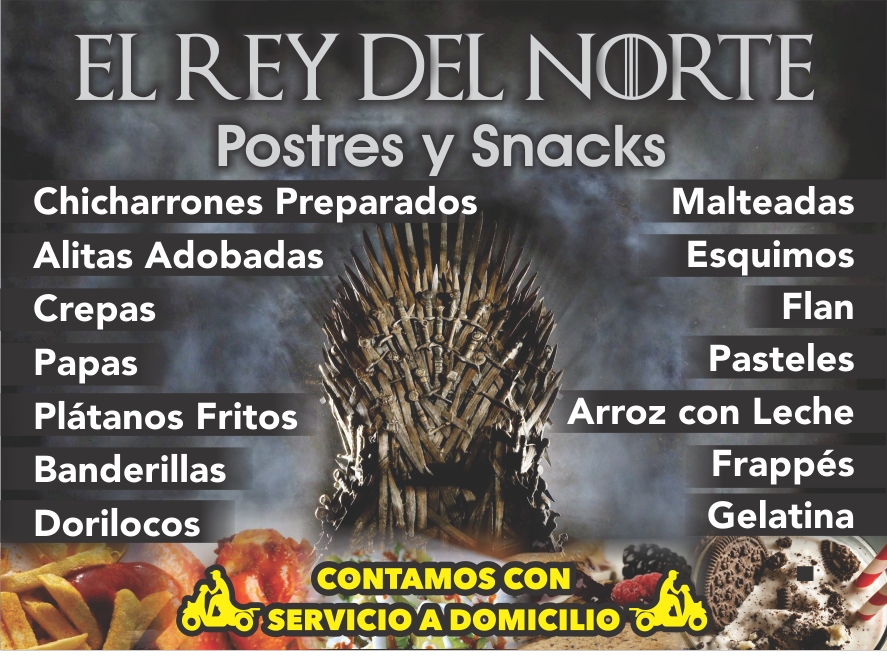 EL REY DEL NORTE
Postres y Snacks
Chicharrones Preparados
Alitas Adobadas
Crepas
Papas
Plátanos Fritos
Banderillas
Dorilocos
Malteadas
Esquimos
Flan
Pasteles
Arroz con Leche
Frappés
Gelatina
CONTAMOS CON
SERVICIO A DOMICILIO